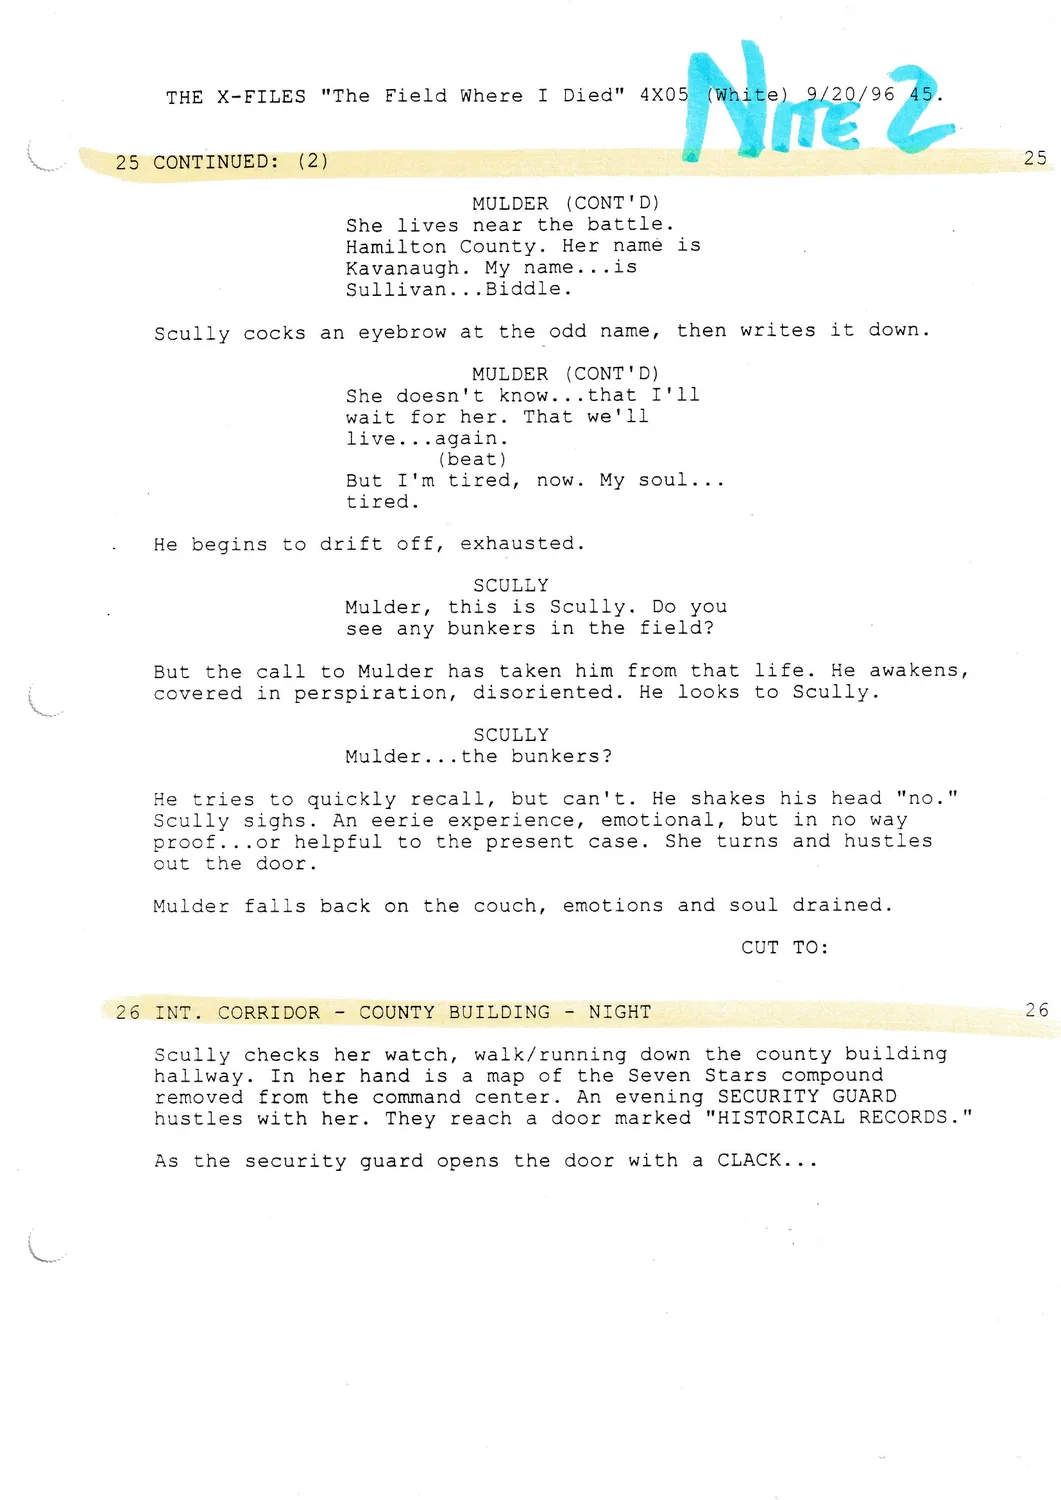 NITE 2
THE X-FILES "The Field Where I Died" 4X05 (White) 9/20/96 45.
25 CONTINUED: (2) 25
MULDER (CONT'D)
She lives near the battle.
Hamilton County. Her name is
Kavanaugh. My name...is
Sullivan...Biddle.
Scully cocks an eyebrow at the odd name, then writes it down.
MULDER (CONT'D)
She doesn't know...that I'll
wait for her. That we'll
live...again.
(beat)
But I'm tired, now. My soul...
tired.
He begins to drift off, exhausted.
SCULLY
Mulder, this is Scully. Do you
see any bunkers in the field?
But the call to Mulder has taken him from that life. He awakens,
covered in perspiration, disoriented. He looks to Scully.
SCULLY
Mulder...the bunkers?
He tries to quickly recall, but can't. He shakes his head "no."
Scully sighs. An eerie experience, emotional, but in no way
proof...or helpful to the present case. She turns and hustles
out the door.
Mulder falls back on the couch, emotions and soul drained.
CUT TO:
26 INT. CORRIDOR - COUNTY BUILDING - NIGHT 26
Scully checks her watch, walk/running down the county building
hallway. In her hand is a map of the Seven Stars compound
removed from the command center. An evening SECURITY GUARD
hustles with her. They reach a door marked "HISTORICAL RECORDS."
As the security guard opens the door with a CLACK...